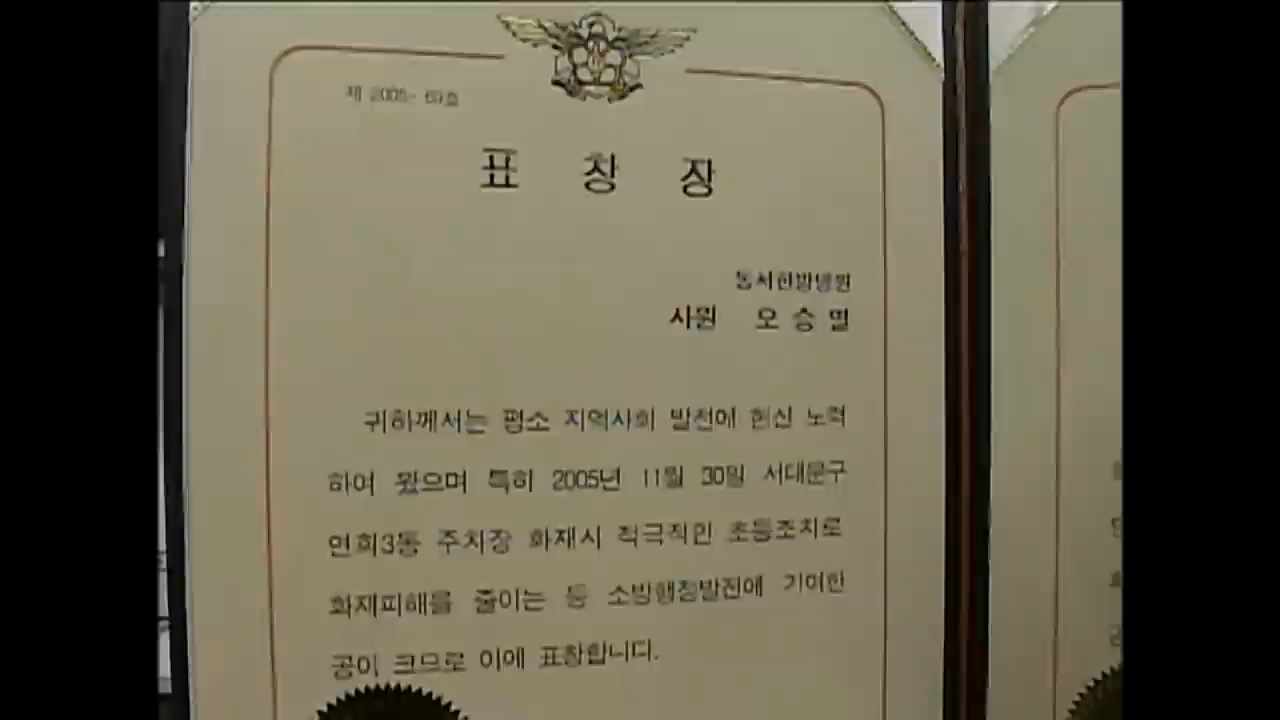 제 2005- 69호
표 창 장
동서한방병원
사원 오 승
귀하께서는 평소 지역사회 발전에 헌신 노력
하여 왔으며 특히 2005년 11월 30일 서대문구
연희3동 주차장 화재시 적극적인 초동조치로
화재피해를 줄이는 등 소방행정발전에 기여한
공이 크므로 이에 표창합니다.